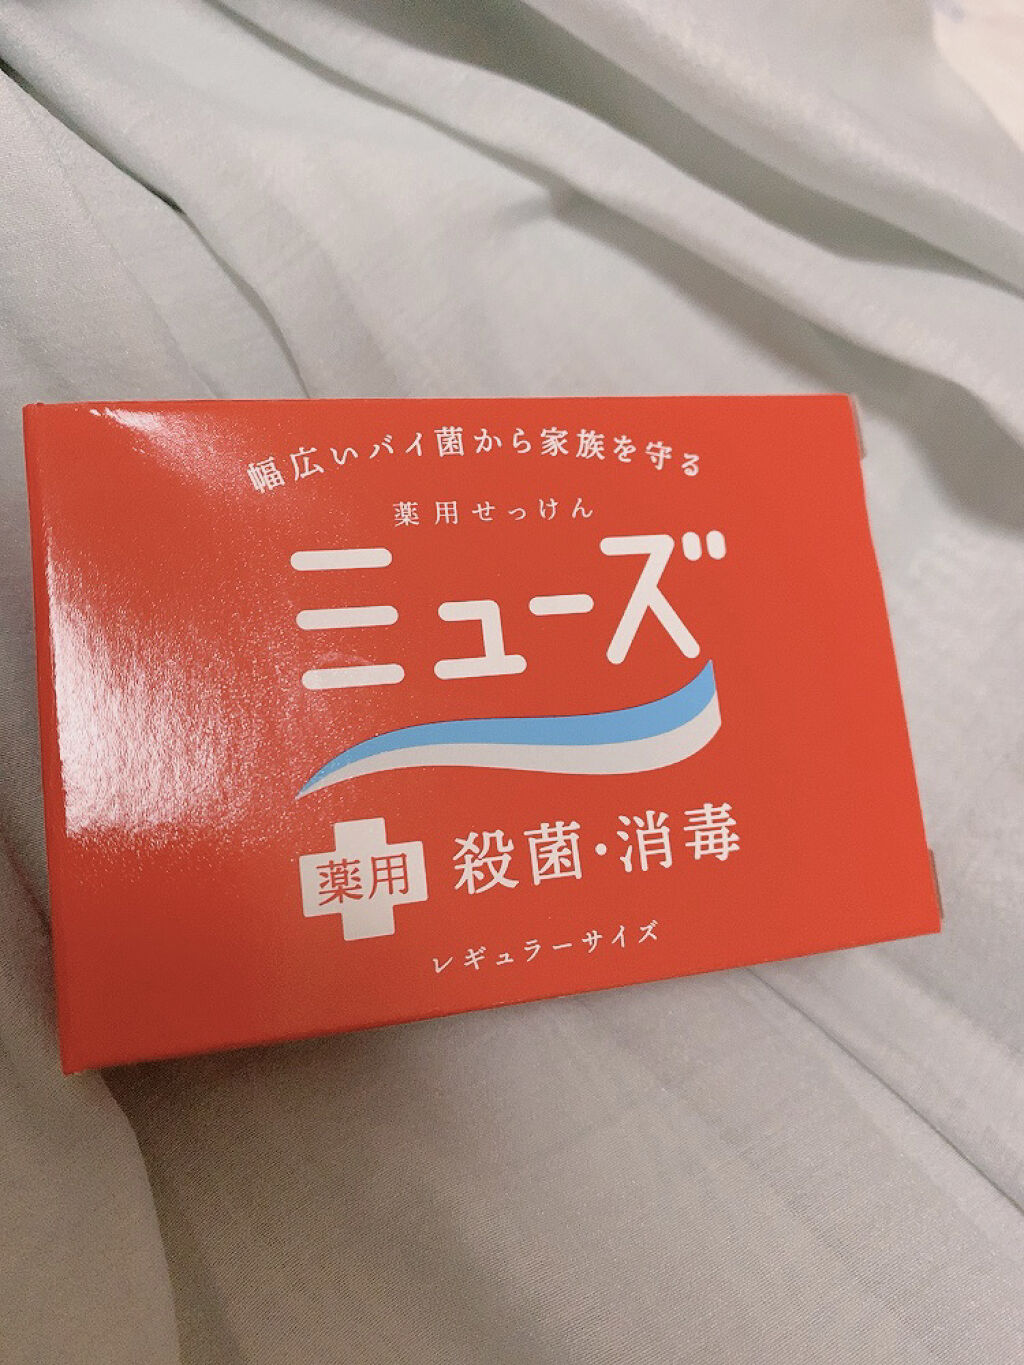 幅広いバイ菌から家族を守る
薬用せっけん
ミューズ
薬用
殺菌・消毒
レギュラーサイズ